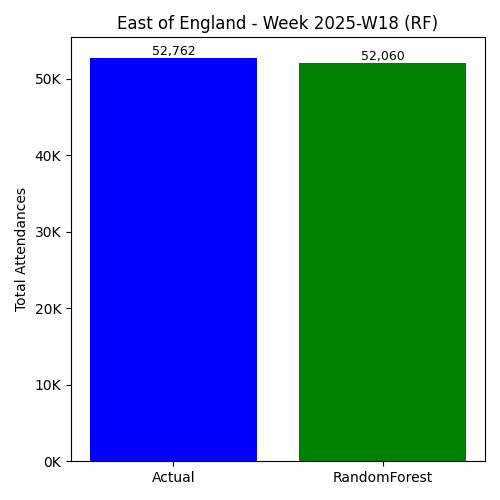 East of England - Week 2025-W18 (RF)
52,762
52,060
50K
40K
30K
20K
10K
0K
Total Attendances
Actual
RandomForest